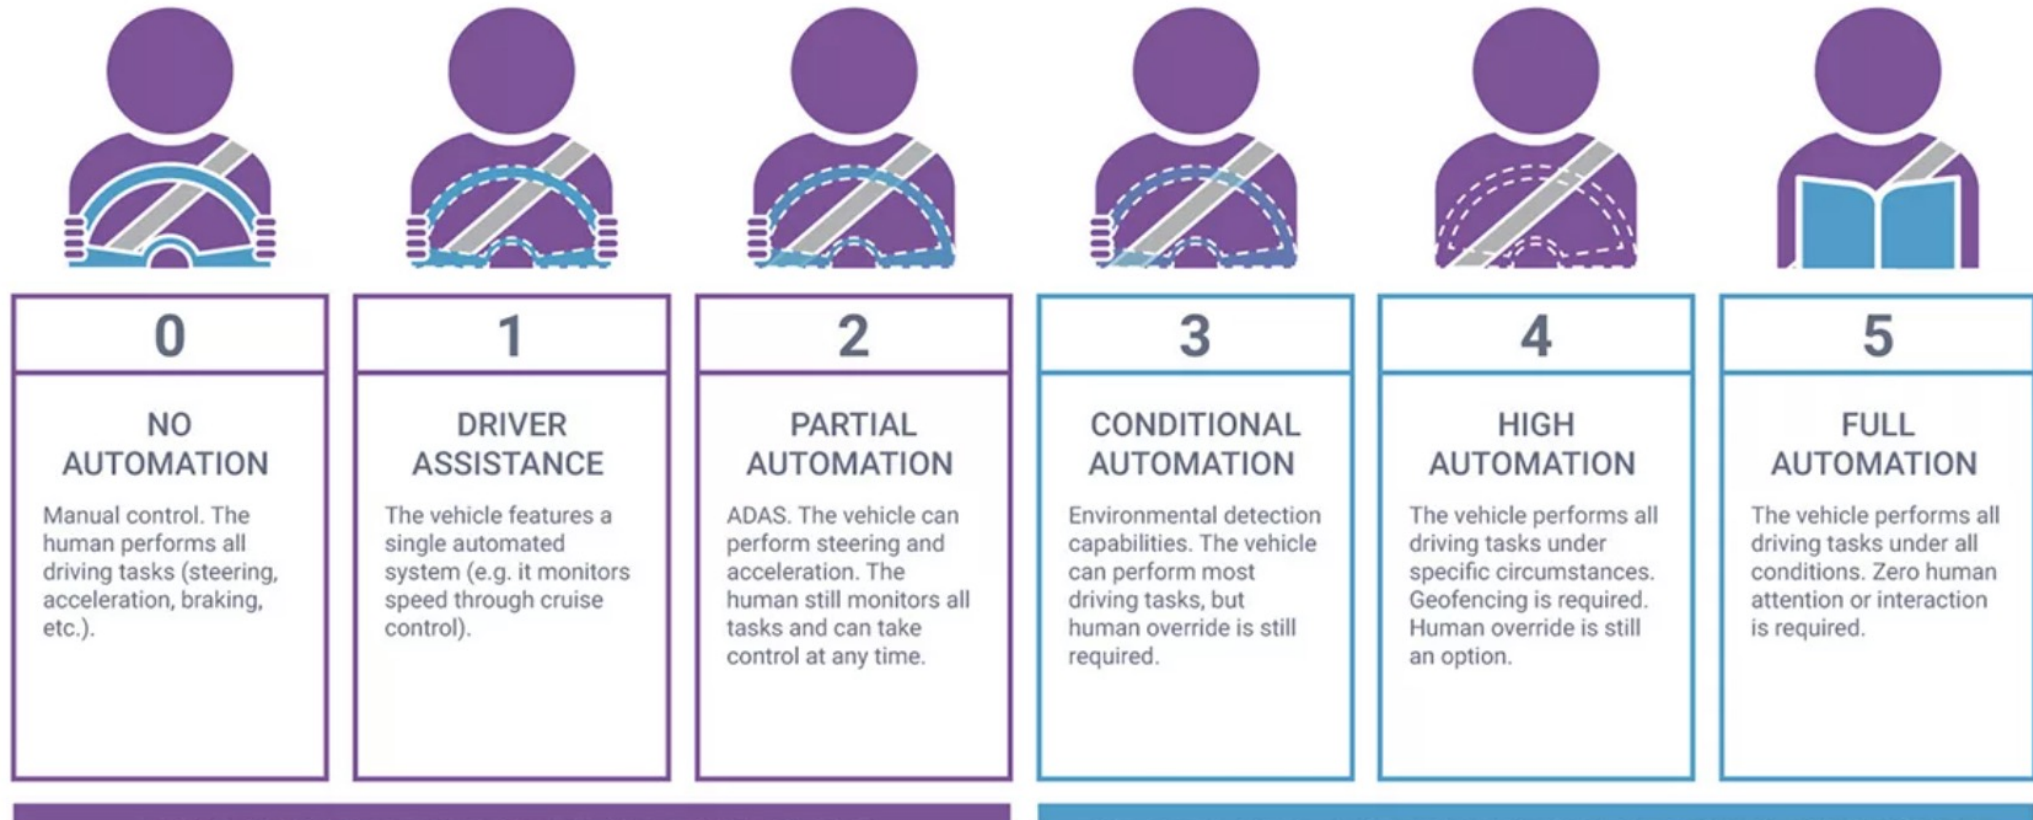 0
NO
AUTOMATION
Manual control. The
human performs all
driving tasks (steering,
acceleration, braking,
etc.).
1
DRIVER
ASSISTANCE
The vehicle features a
single automated
system (e.g. it monitors
speed through cruise
control).
2
PARTIAL
AUTOMATION
ADAS. The vehicle can
perform steering and
acceleration. The
human still monitors all
tasks and can take
control at any time.
3
CONDITIONAL
AUTOMATION
Environmental detection
capabilities. The vehicle
can perform most
driving tasks, but
human override is still
required.
4
HIGH
AUTOMATION
The vehicle performs all
driving tasks under
specific circumstances.
Geofencing is required.
Human override is still
an option.
5
FULL
AUTOMATION
The vehicle performs all
driving tasks under all
conditions. Zero human
attention or interaction
is required.